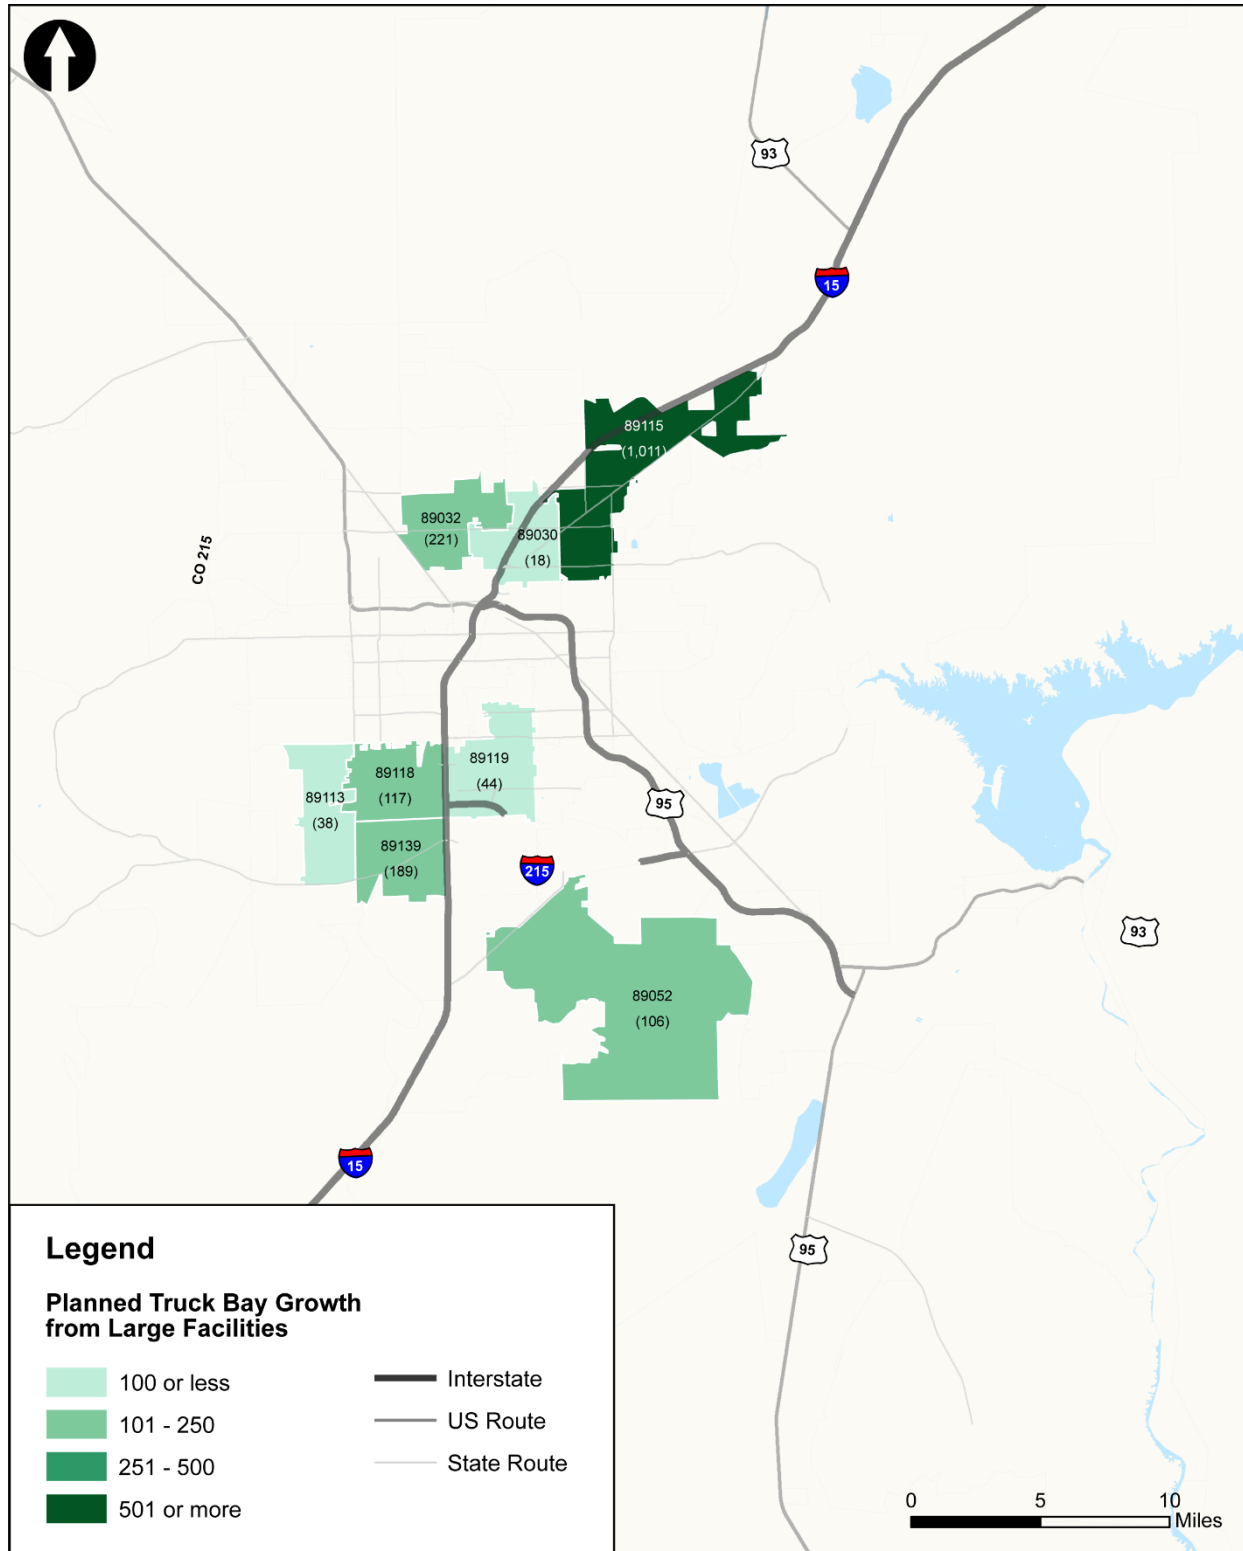 93
15
89115
(1,011)
89032
(221)
89030
(18)
CO 215
89119
(44)
89118
(117)
89113
(38)
95
89139
(189)
215
93
89052
(106)
15
95
Legend
Planned Truck Bay Growth
from Large Facilities
100 or less
101 - 250
251 - 500
501 or more
Interstate
US Route
State Route
0 5 10
Miles